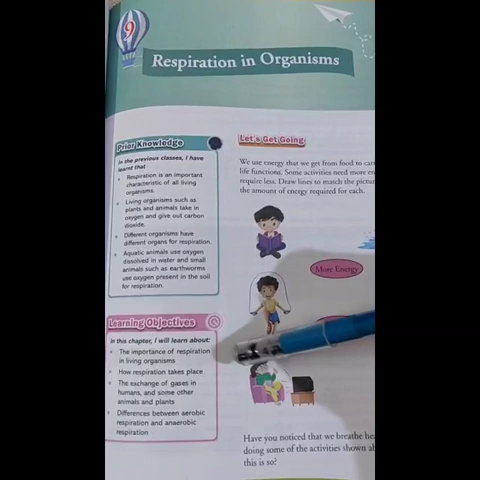 9
Respiration in Organisms
Prior Knowledge
In the previous classes, I have
learnt that
Respiration is an important
characteristic of all living
organisms.
Living organisms such as
plants and animals take in
oxygen and give out carbon
dioxide.
Different organisms have
different organs for respiration.
Aquatic animals use oxygen
dissolved in water and small
animals such as earthworms
use oxygen present in the soil
for respiration.
Learning Objectives
In this chapter, I will learn about:
The importance of respiration
in living organisms
How respiration takes place
The exchange of gases in
humans, and some other
animals and plants
Differences between aerobic
respiration and anaerobic
respiration
Let's Get Going
We use energy that we get from food to
life functions. Some activities need more
require less. Draw lines to match the
the amount of energy required for each.
More Energy
Have you noticed that we breathe
doing some of the activities shown
this is so!